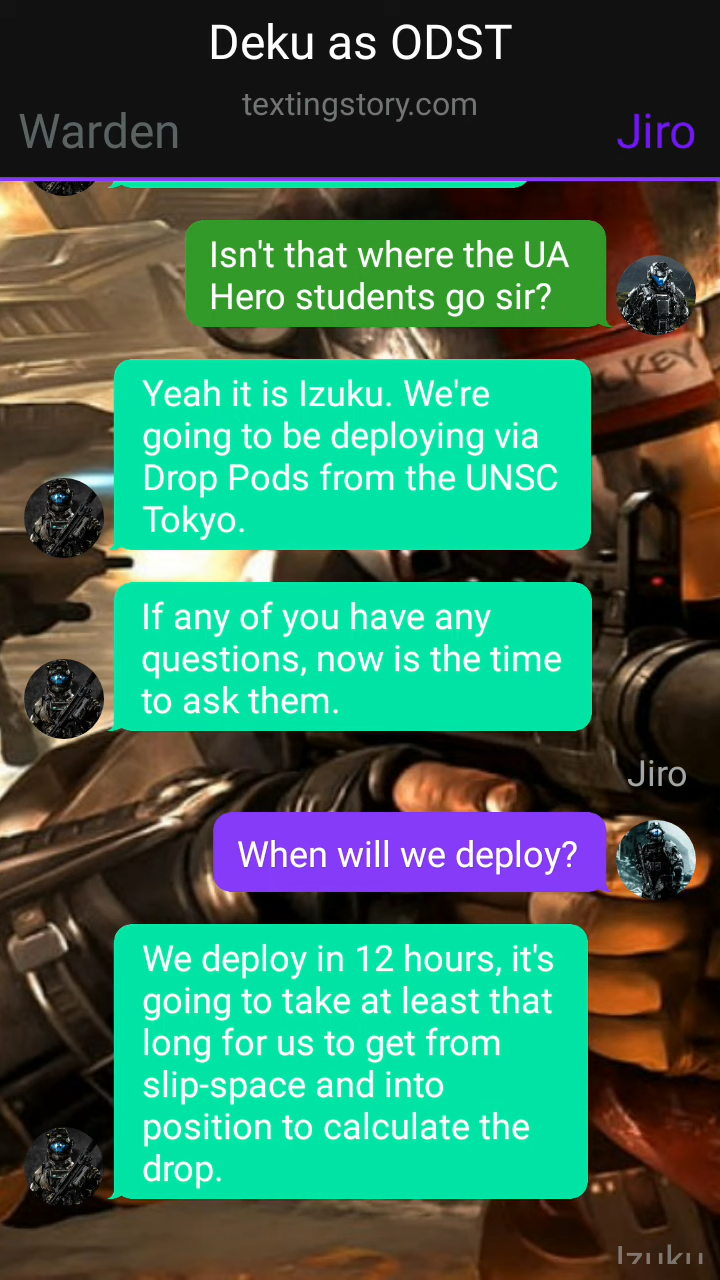 Deku as ODST
textingstory.com
Warden
Jiro
Isn't that where the UA
Hero students go sir?
Yeah it is Izuku. We're
going to be deploying via
Drop Pods from the UNSC
Tokyo.
If any of you have any
questions, now is the time
to ask them.
Jiro
When will we deploy?
We deploy in 12 hours, it's
going to take at least that
long for us to get from
slip-space and into
position to calculate the
drop.
Izuku